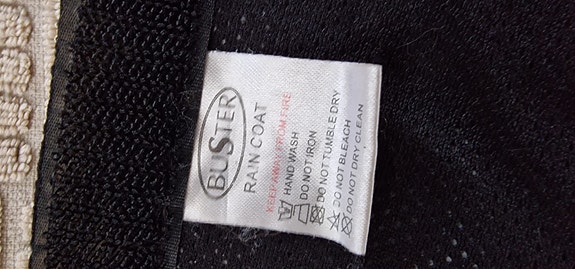 BUSTER
RAIN COAT
KEEP AWAY FROM FIRE
HAND WASH
DO NOT IRON
DO NOT TUMBLE DRY
DO NOT BLEACH
DO NOT DRY CLEAN